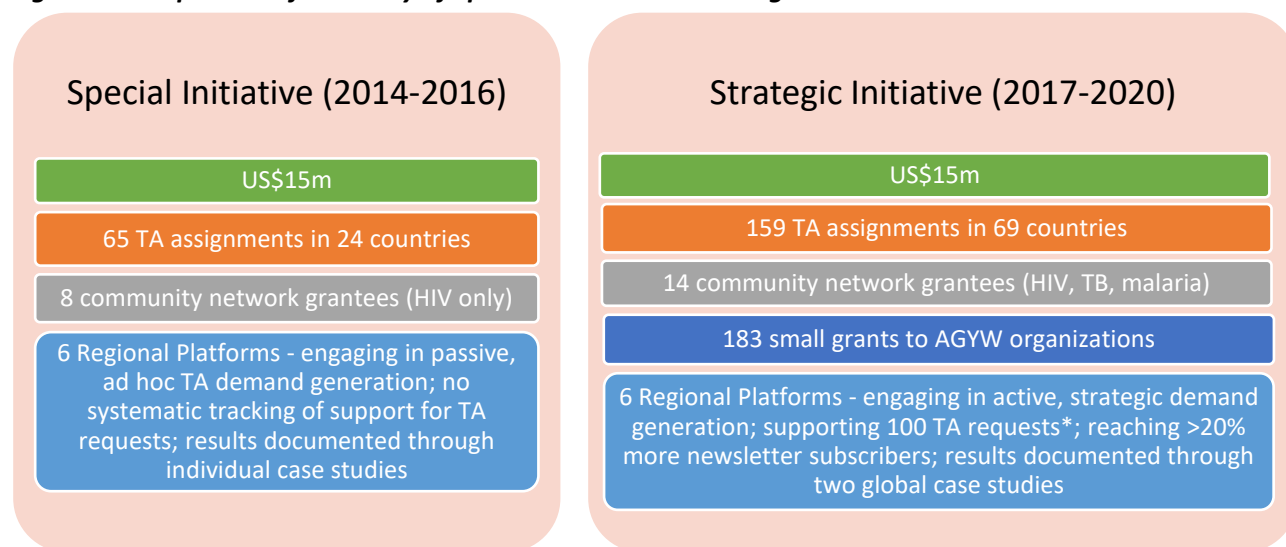 Special Initiative (2014-2016)
US$15m
65 TA assignments in 24 countries
8 community network grantees (HIV only)
6 Regional Platforms - engaging in passive,
ad hoc TA demand generation; no
systematic tracking of support for TA
requests; results documented through
individual case studies
Strategic Initiative (2017-2020)
US$15m
159 TA assignments in 69 countries
14 community network grantees (HIV, TB, malaria)
183 small grants to AGYW organizations
6 Regional Platforms - engaging in active, strategic demand
generation; supporting 100 TA requests*; reaching >20%
more newsletter subscribers; results documented through
two global case studies